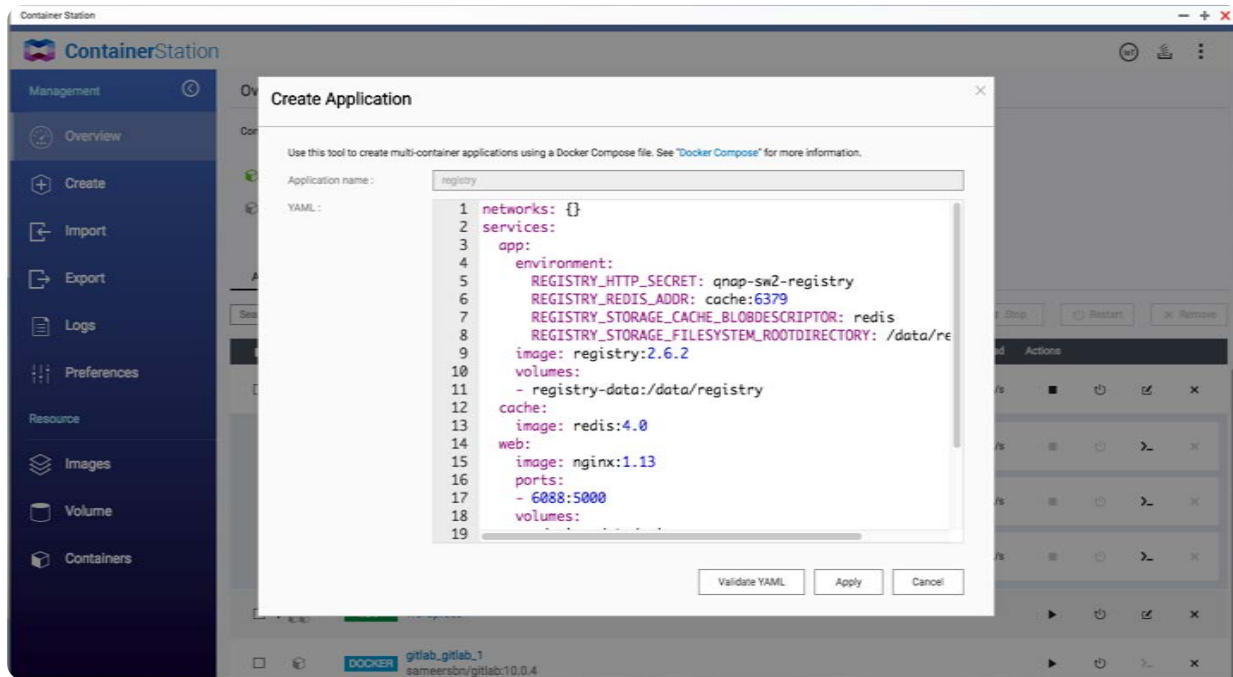 Container Station
ContainerStation
IoT
Management
Overview
Create
Import
Export
Logs
Preferences
Resource
Images
Volume
Containers
Ov
Con
Create Application
Use this tool to create multi-container applications using a Docker Compose file. See "Docker Compose" for more information.
Application name :
registry
YAML :
1 networks: {}
2 services:
3 app:
4 environment:
5 REGISTRY_HTTP_SECRET: qnap-sw2-registry
6 REGISTRY_REDIS_ADDR: cache:6379
7 REGISTRY_STORAGE_CACHE_BLOBDESCRIPTOR: redis
8 REGISTRY_STORAGE_FILESYSTEM_ROOTDIRECTORY: /data/re
9 image: registry:2.6.2
10 volumes:
11 - registry-data:/data/registry
12 cache:
13 image: redis:4.0
14 web:
15 image: nginx:1.13
16 ports:
17 - 6088:5000
18 volumes:
19
Validate YAML Apply Cancel
A
Sea
Stop Restart Remove
ad Actions
/s
/s
/s
/s
DOCKER gitlab_gitlab_1
sameersbn/gitlab:10.0.4